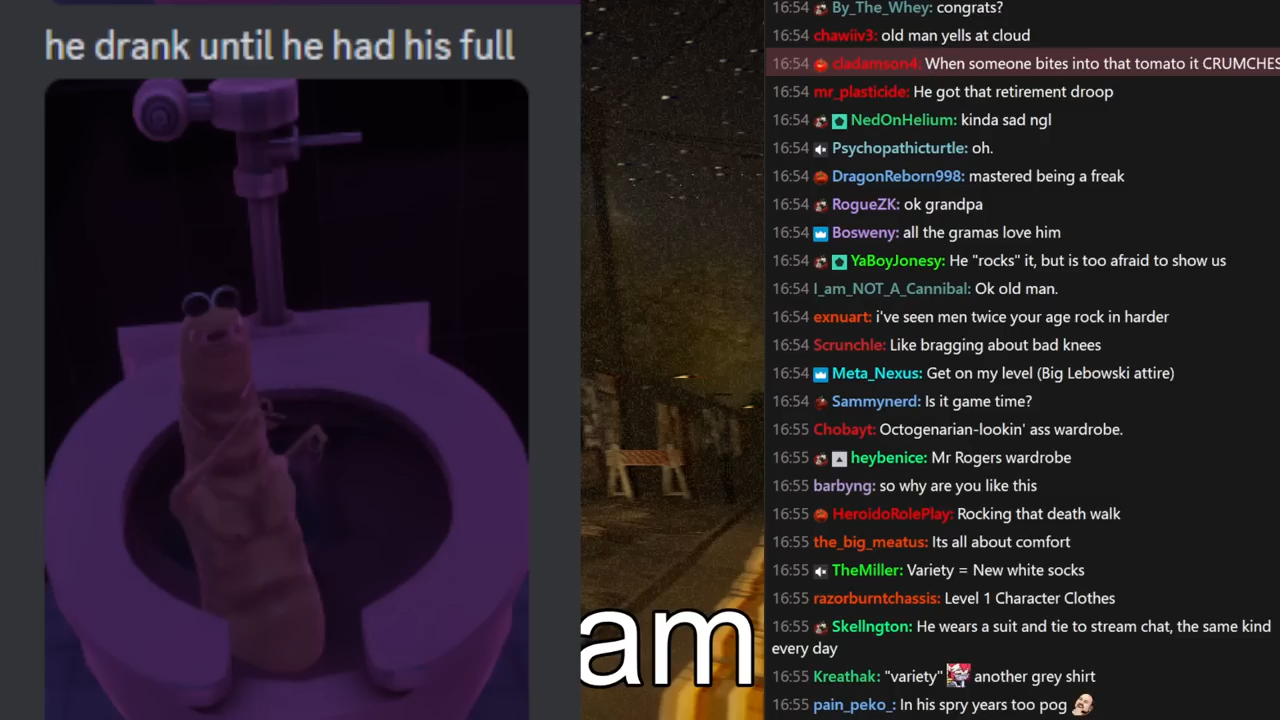 he drank until he had his full
am
16:54 By_The_Whey: congrats?
16:54 chawiiv3: old man yells at cloud
16:54 cladamson4: When someone bites into that tomato it CRUNCHES
16:54 mr_plasticide: He got that retirement droop
16:54 NedOnHelium: kinda sad ngl
16:54 Psychopathicturtle: oh.
16:54 DragonReborn998: mastered being a freak
16:54 RogueZK: ok grandpa
16:54 Bosweny: all the gramas love him
16:54 YaBoyJonesy: He "rocks" it, but is too afraid to show us
16:54 I_am_NOT_A_Cannibal: Ok old man.
16:54 exnuart: i've seen men twice your age rock in harder
16:54 Scrunchle: Like bragging about bad knees
16:54 Meta_Nexus: Get on my level (Big Lebowski attire)
16:54 Sammynerd: Is it game time?
16:55 Chobayt: Octogenarian-lookin' ass wardrobe.
16:55 heybenice: Mr Rogers wardrobe
16:55 barbyng: so why are you like this
16:55 HeroidoRolePlay: Rocking that death walk
16:55 the_big_meatus: Its all about comfort
16:55 TheMiller: Variety = New white socks
16:55 razorburntchassis: Level 1 Character Clothes
16:55 Skellngton: He wears a suit and tie to stream chat, the same kind
every day
16:55 Kreathak: "variety" another grey shirt
16:55 pain_peko_: In his spry years too pog